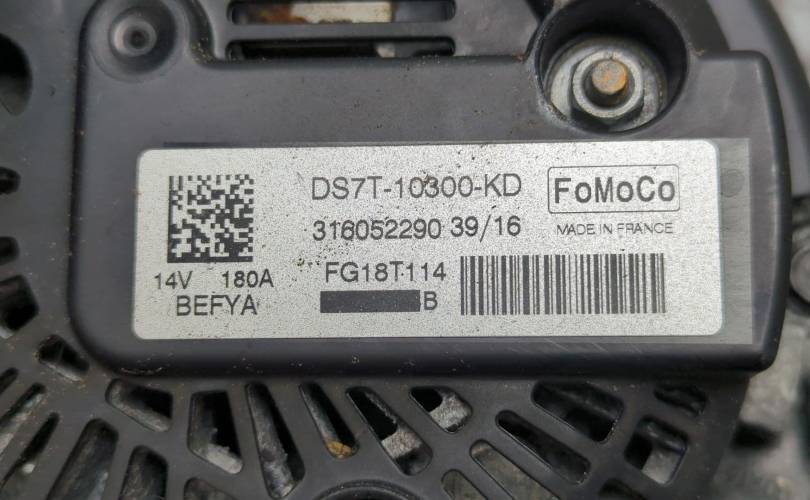 DS7T-10300-KD FoMoCo
316052290 39/16 MADE IN FRANCE
14V 180A FG18T114
BEFYA B